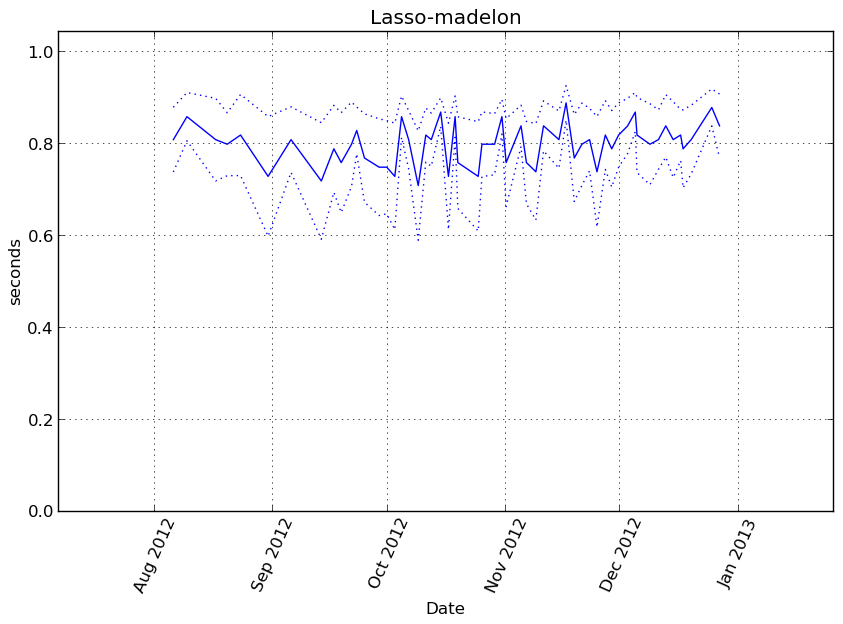 Lasso-madelon
1.0
0.8
0.6
0.4
0.2
0.0
seconds
Aug 2012
Sep 2012
Oct 2012
Nov 2012
Dec 2012
Jan 2013
Date